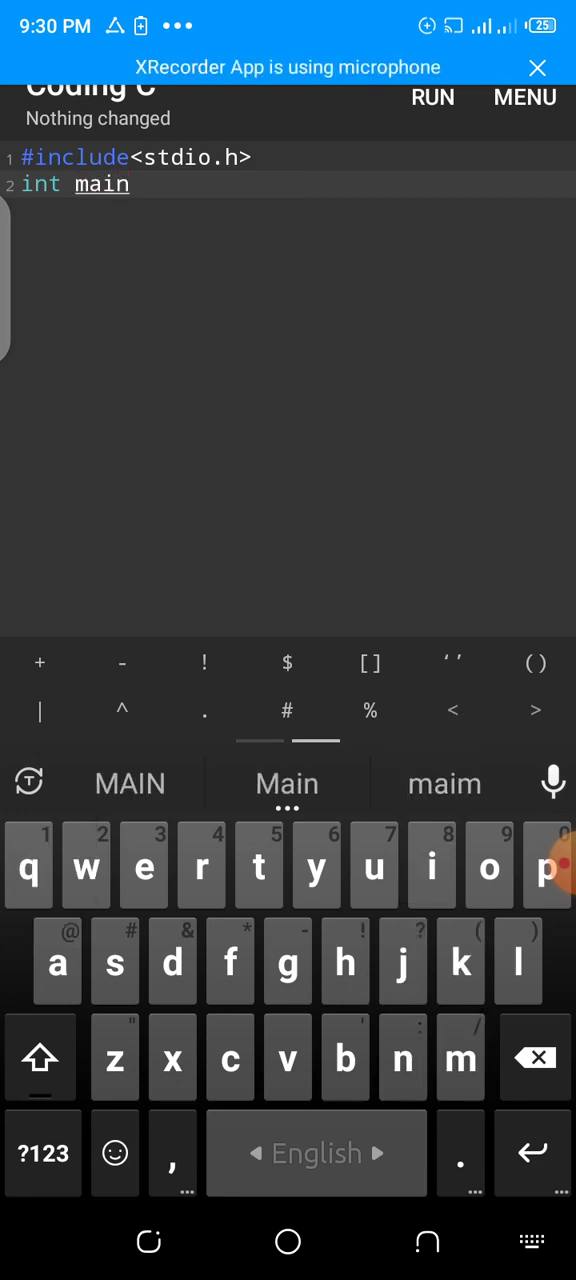 9:30 PM 25
XRecorder App is using microphone
Coding C
RUN MENU
Nothing changed
1 #include<stdio.h>
2 int main
+ - ! $ [] ‘ ’ ()
| ^ . # % < >
T MAIN Main maim
1 2 3 4 5 6 7 8 9 0
q w e r t y u i o p
@ # & * - ! ? ( )
a s d f g h j k l
" ' : /
z x c v b n m
?123 , English .